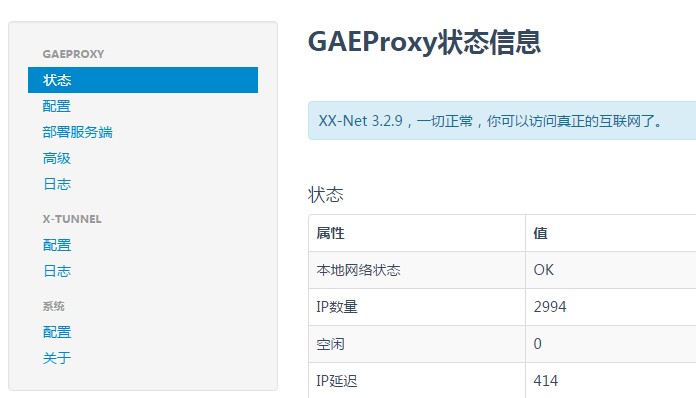 GAEPROXY
状态
配置
部署服务端
高级
日志
X-TUNNEL
配置
日志
系统
配置
关于
GAEProxy状态信息
XX-Net 3.2.9，一切正常，你可以访问真正的互联网了。
状态
属性 值
本地网络状态 OK
IP数量 2994
空闲 0
IP延迟 414